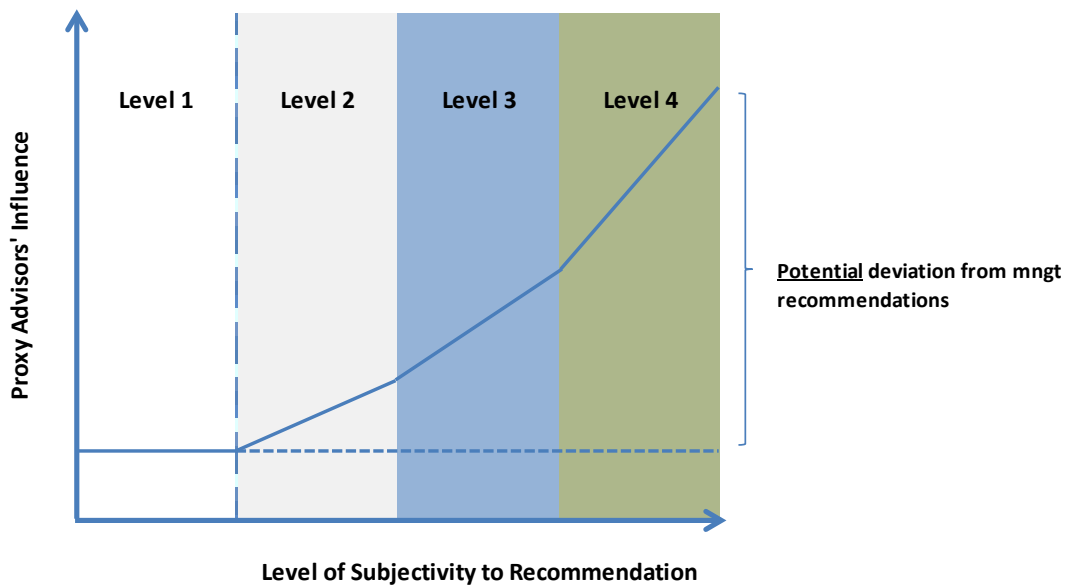 Level 1
Level 2
Level 3
Level 4
Proxy Advisors' Influence
Potential deviation from mngt
recommendations
Level of Subjectivity to Recommendation